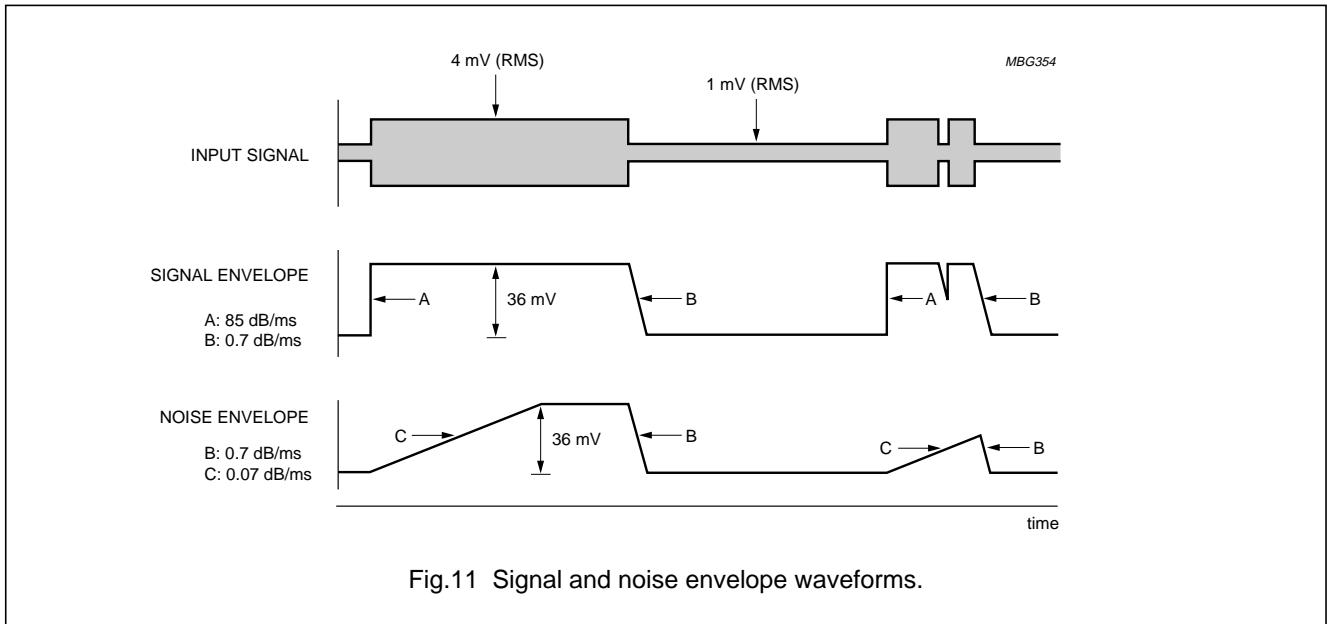 4 mV (RMS)
MBG354
1 mV (RMS)
INPUT SIGNAL
SIGNAL ENVELOPE
A: 85 dB/ms
B: 0.7 dB/ms
A
36 mV
B
A
B
NOISE ENVELOPE
B: 0.7 dB/ms
C: 0.07 dB/ms
C
36 mV
B
C
B
time
Fig.11 Signal and noise envelope waveforms.